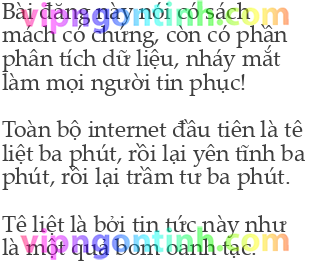 Bài đăng này nói có sách
vipngontinh.com
mách có chứng, còn có phần
phân tích dữ liệu, nháy mắt
làm mọi người tin phục!
Toàn bộ internet đầu tiên là tê
liệt ba phút, rồi lại yên tĩnh ba
phút, rồi lại trầm tư ba phút.
Tê liệt là bởi tin tức này như
là một quả bom oanh tạc.
vipngontinh.com